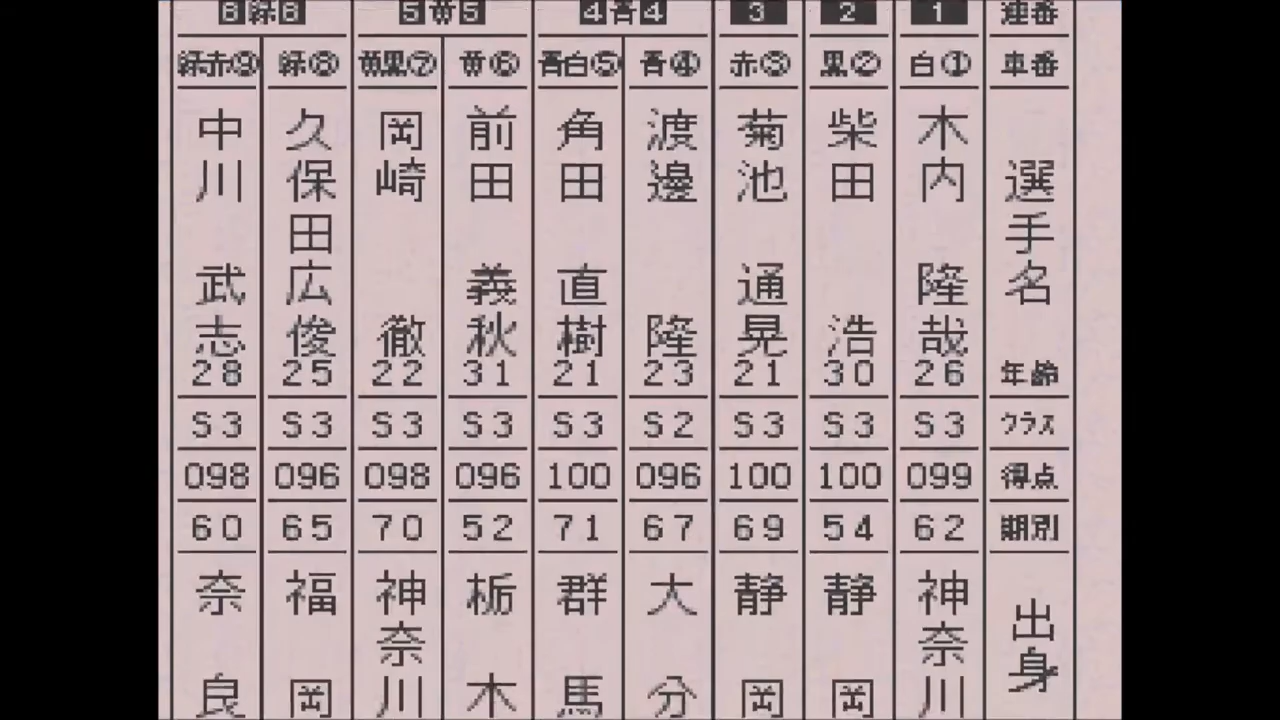 連番
車番
選手名
年齢
クラス
得点
期別
出身
1
白①
木内 隆哉
26
S3
099
62
神奈川
2
黒②
柴田 浩
30
S3
100
54
静岡
3
赤③
菊池 通晃
21
S3
100
69
静岡
4青4
青④
渡邊 隆
23
S2
096
67
大分
青白⑤
角田 直樹
21
S3
100
71
群馬
5黄5
黄⑥
前田 義秋
31
S3
096
52
栃木
黄黒⑦
岡崎 徹
22
S3
098
70
神奈川
6緑6
緑⑧
久保田広俊
25
S3
096
65
福岡
緑赤⑨
中川 武志
28
S3
098
60
奈良